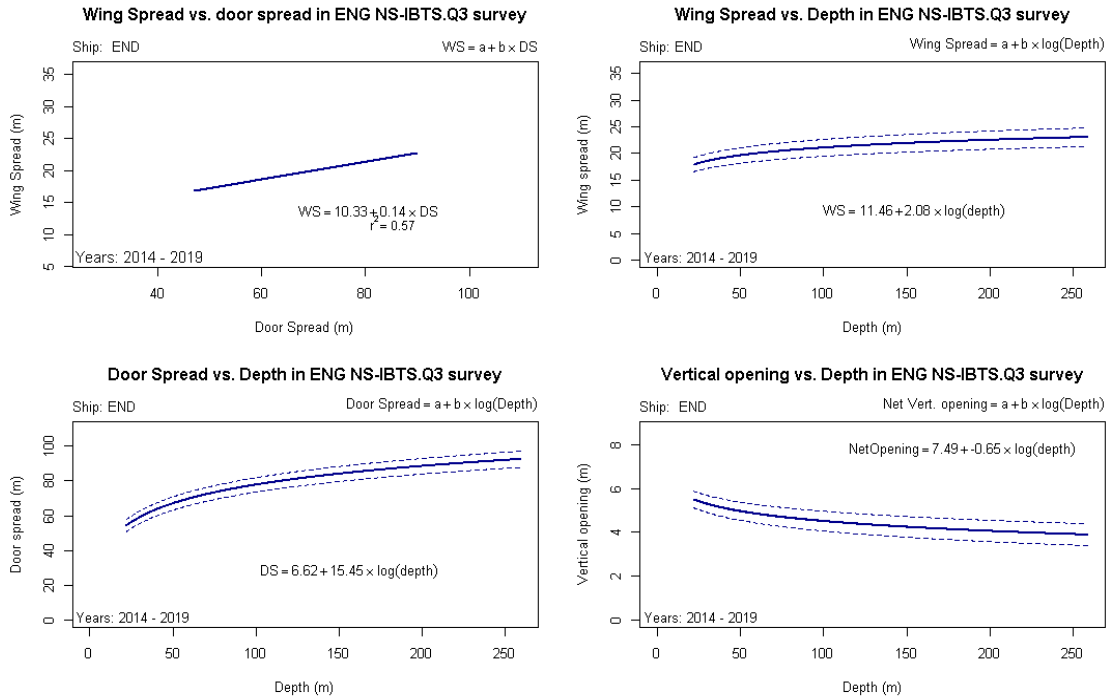 Wing Spread vs. door spread in ENG NS-IBTS.Q3 survey
Ship: END
WS = a + b × DS
35
30
25
20
15
10
5
Wing Spread (m)
WS = 10.33 + 0.14 × DS
r² = 0.57
Years: 2014 - 2019
40 60 80 100
Door Spread (m)
Wing Spread vs. Depth in ENG NS-IBTS.Q3 survey
Ship: END
Wing Spread = a + b × log(Depth)
35
30
25
20
15
10
5
0
Wing spread (m)
WS = 11.46 + 2.08 × log(depth)
Years: 2014 - 2019
0 50 100 150 200 250
Depth (m)
Door Spread vs. Depth in ENG NS-IBTS.Q3 survey
Ship: END
Door Spread = a + b × log(Depth)
100
80
60
40
20
0
Door spread (m)
DS = 6.62 + 15.45 × log(depth)
Years: 2014 - 2019
0 50 100 150 200 250
Depth (m)
Vertical opening vs. Depth in ENG NS-IBTS.Q3 survey
Ship: END
Net Vert. opening = a + b × log(Depth)
8
6
4
2
0
Vertical opening (m)
NetOpening = 7.49 + -0.65 × log(depth)
Years: 2014 - 2019
0 50 100 150 200 250
Depth (m)